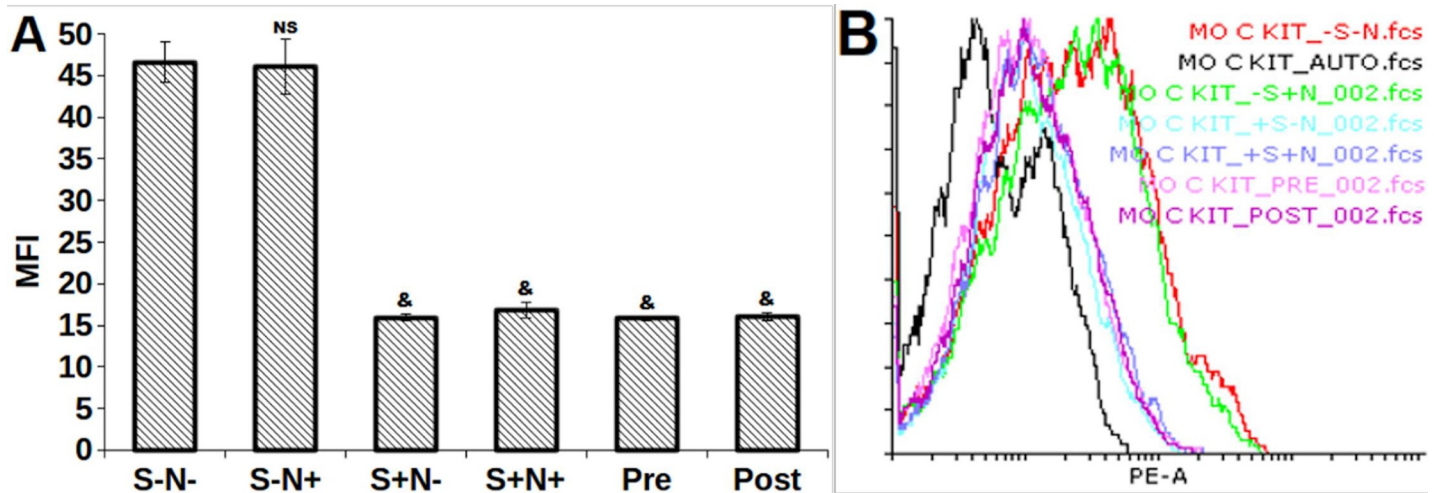 A
MFI
50
45
40
35
30
25
20
15
10
5
0
NS
&
&
&
&
S-N-
S-N+
S+N-
S+N+
Pre
Post
B
MO C KIT_-S-N.fcs
MO C KIT_AUTO.fcs
MO C KIT_-S+N_002.fcs
MO C KIT_+S-N_002.fcs
MO C KIT_+S+N_002.fcs
MO C KIT_PRE_002.fcs
MO C KIT_POST_002.fcs
PE-A